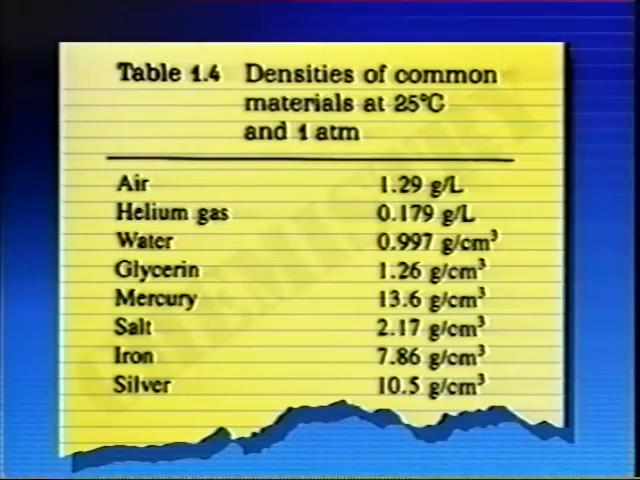 Table 1.4 Densities of common
materials at 25°C
and 1 atm
Air 1.29 g/L
Helium gas 0.179 g/L
Water 0.997 g/cm³
Glycerin 1.26 g/cm³
Mercury 13.6 g/cm³
Salt 2.17 g/cm³
Iron 7.86 g/cm³
Silver 10.5 g/cm³
CHEMISTRY